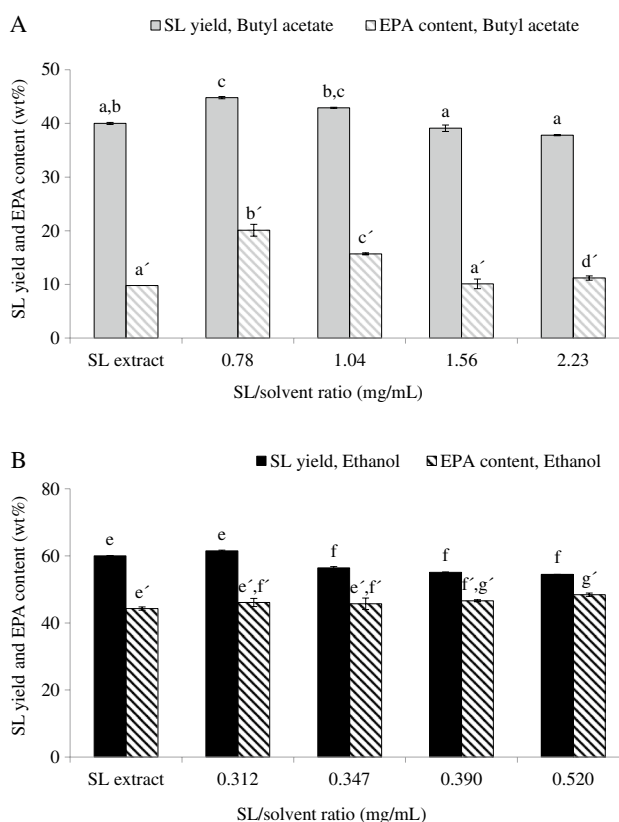 A
SL yield, Butyl acetate EPA content, Butyl acetate
SL yield and EPA content (wt%)
50
40
30
20
10
0
a,b a´ c b´ b,c c´ a a´ a d´
SL extract 0.78 1.04 1.56 2.23
SL/solvent ratio (mg/mL)
B
SL yield, Ethanol EPA content, Ethanol
SL yield and EPA content (wt%)
80
60
40
20
0
e e´ e e´,f´ f e´,f´ f f´,g´ f g´
SL extract 0.312 0.347 0.390 0.520
SL/solvent ratio (mg/mL)